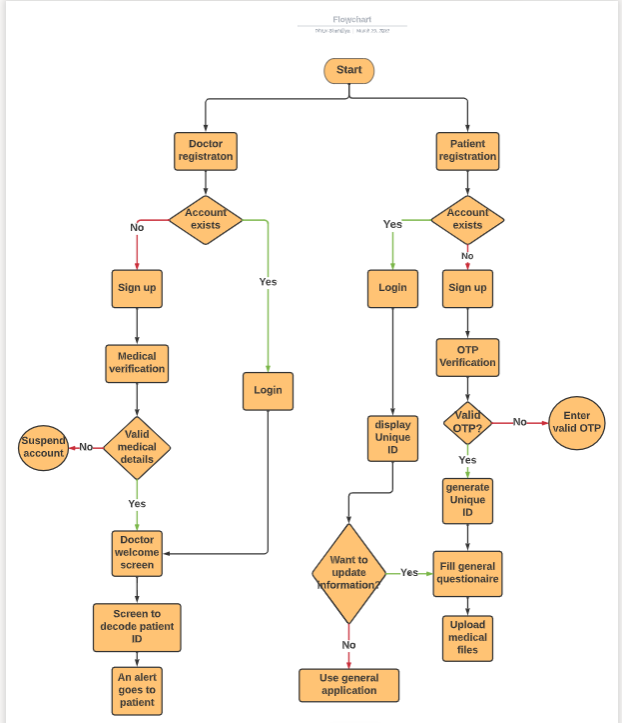 Flowchart
Start
Doctor
registraton
Patient
registration
Account
exists
Account
exists
No
Yes
Yes
No
Sign up
Login
Sign up
Medical
verification
OTP
Verification
Login
display
Unique
ID
Valid
OTP?
No
Enter
valid OTP
Suspend
account
No
Valid
medical
details
Yes
Yes
generate
Unique
ID
Doctor
welcome
screen
Want to
update
information?
Yes
Fill general
questionaire
Screen to
decode patient
ID
No
Upload
medical
files
An alert
goes to
patient
Use general
application